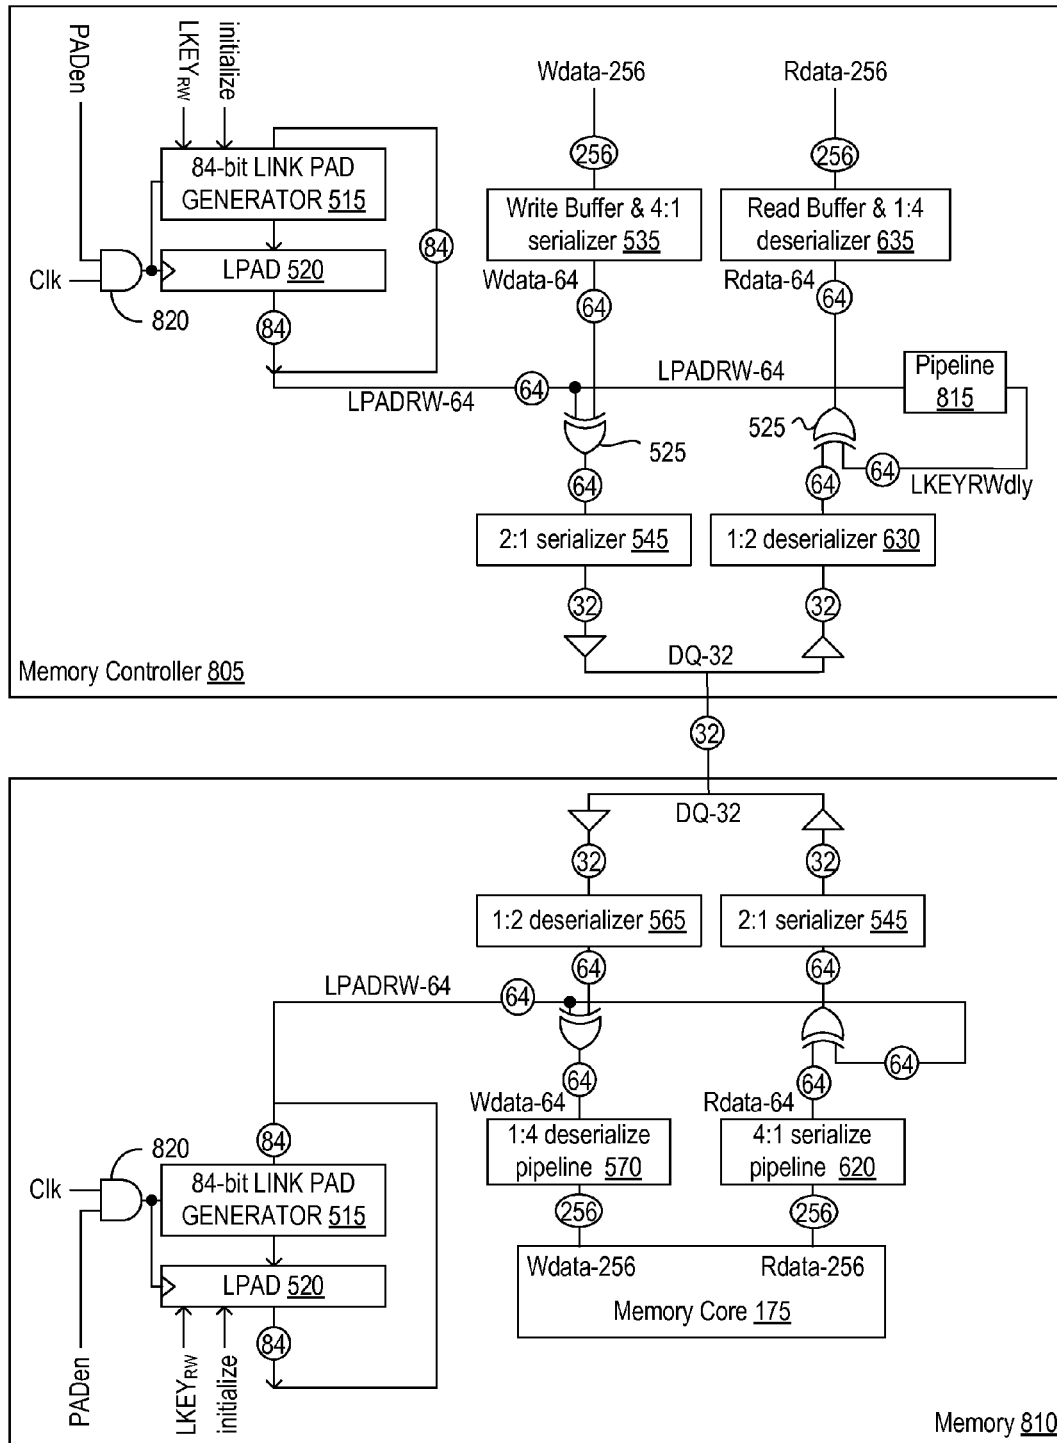 PADen
LKEYRW
initialize
84-bit LINK PAD
GENERATOR 515
84
Clk
LPAD 520
820
84
Wdata-256
256
Write Buffer & 4:1
serializer 535
Wdata-64
64
Rdata-256
256
Read Buffer & 1:4
deserializer 635
Rdata-64
64
LPADRW-64
64
LPADRW-64
Pipeline
815
525
525
64
LKEYRWdly
64
64
2:1 serializer 545
1:2 deserializer 630
32
32
DQ-32
Memory Controller 805
32
DQ-32
32
32
1:2 deserializer 565
2:1 serializer 545
64
64
LPADRW-64
64
64
64
64
Wdata-64
Rdata-64
1:4 deserialize
pipeline 570
4:1 serialize
pipeline 620
256
256
Wdata-256
Rdata-256
Memory Core 175
84
820
Clk
84-bit LINK PAD
GENERATOR 515
LPAD 520
84
PADen
LKEYRW
initialize
Memory 810